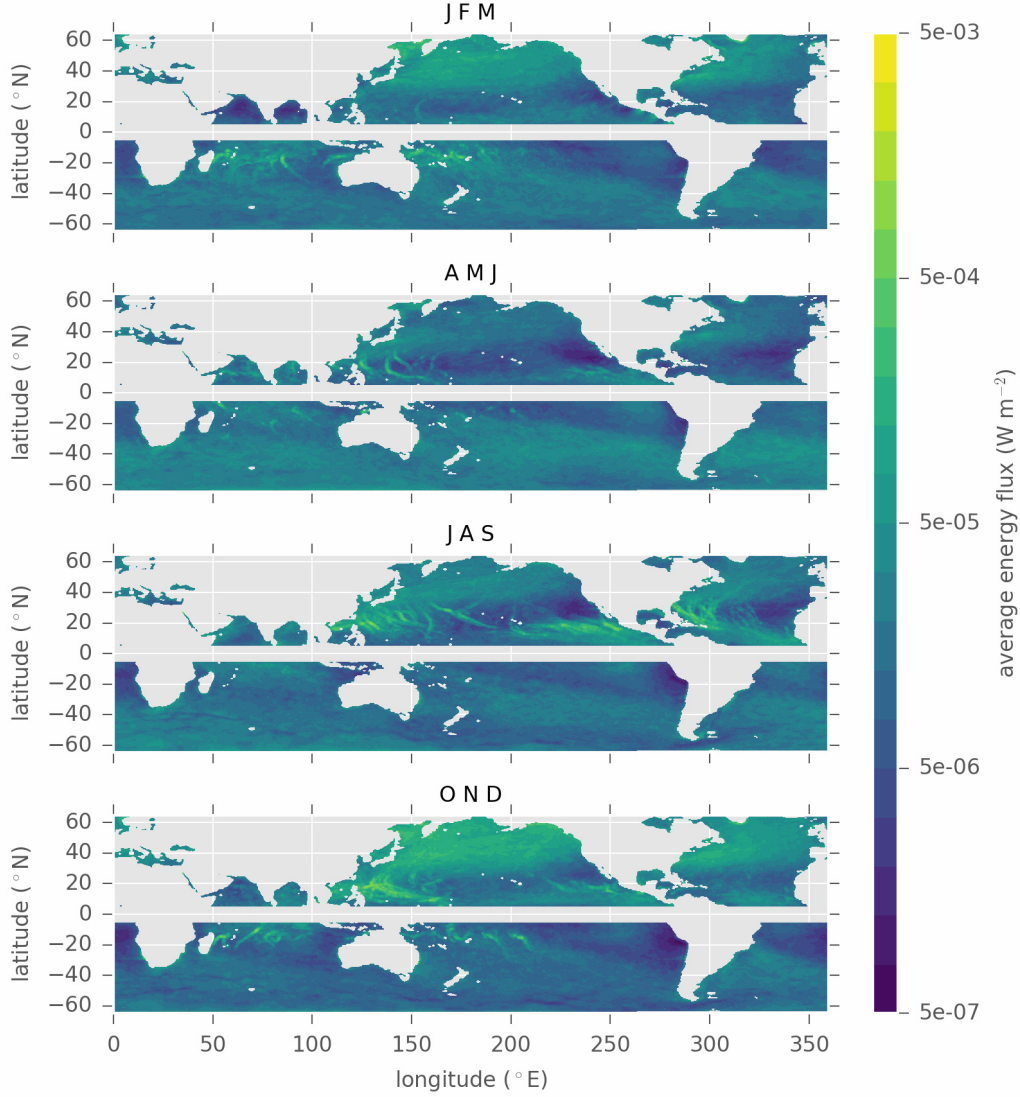 J F M
60
40
20
0
−20
−40
−60
latitude (°N)
A M J
60
40
20
0
−20
−40
−60
latitude (°N)
J A S
60
40
20
0
−20
−40
−60
latitude (°N)
O N D
60
40
20
0
−20
−40
−60
latitude (°N)
0 50 100 150 200 250 300 350
longitude (°E)
5e-03
5e-04
5e-05
5e-06
5e-07
average energy flux (W m⁻²)